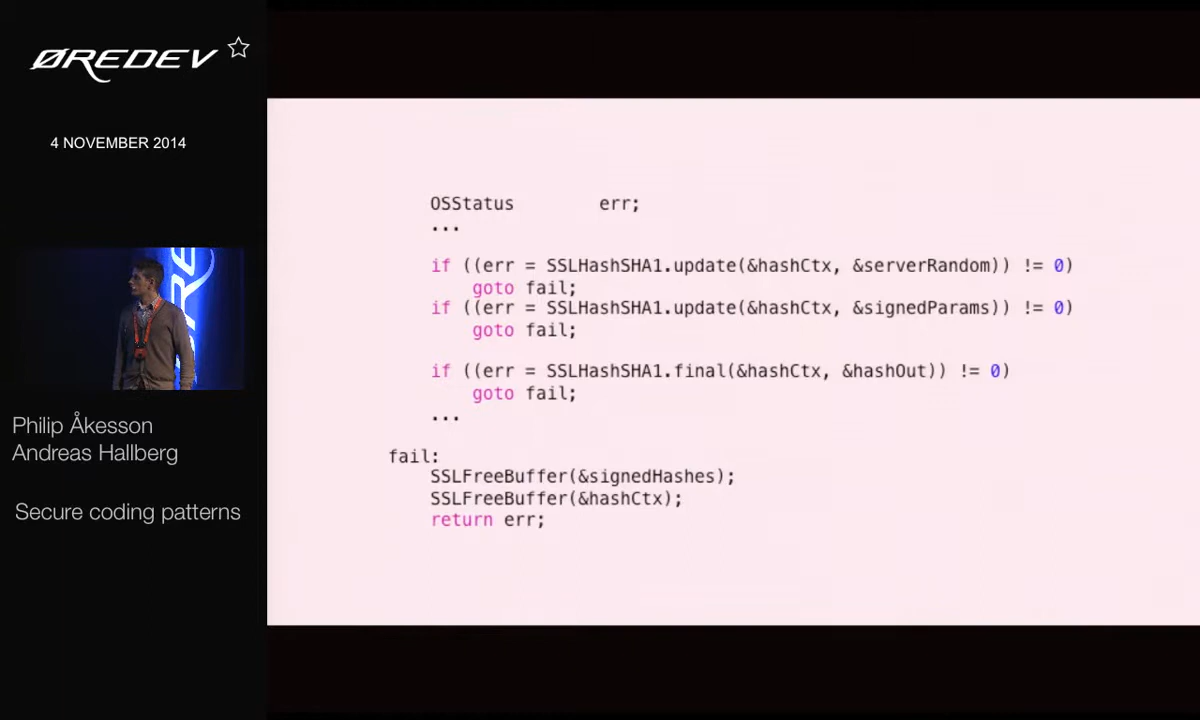 ØREDEV
4 NOVEMBER 2014
Philip Åkesson
Andreas Hallberg
Secure coding patterns
OSStatus err;
...
if ((err = SSLHashSHA1.update(&hashCtx, &serverRandom)) != 0)
goto fail;
if ((err = SSLHashSHA1.update(&hashCtx, &signedParams)) != 0)
goto fail;
if ((err = SSLHashSHA1.final(&hashCtx, &hashOut)) != 0)
goto fail;
...
fail:
SSLFreeBuffer(&signedHashes);
SSLFreeBuffer(&hashCtx);
return err;